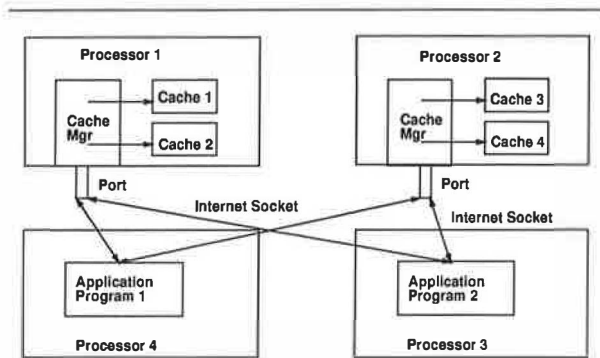 Processor 1
Cache 1
Cache
Mgr
Cache 2
Port
Processor 2
Cache 3
Cache
Mgr
Cache 4
Port
Internet Socket
Internet Socket
Application
Program 1
Processor 4
Application
Program 2
Processor 3